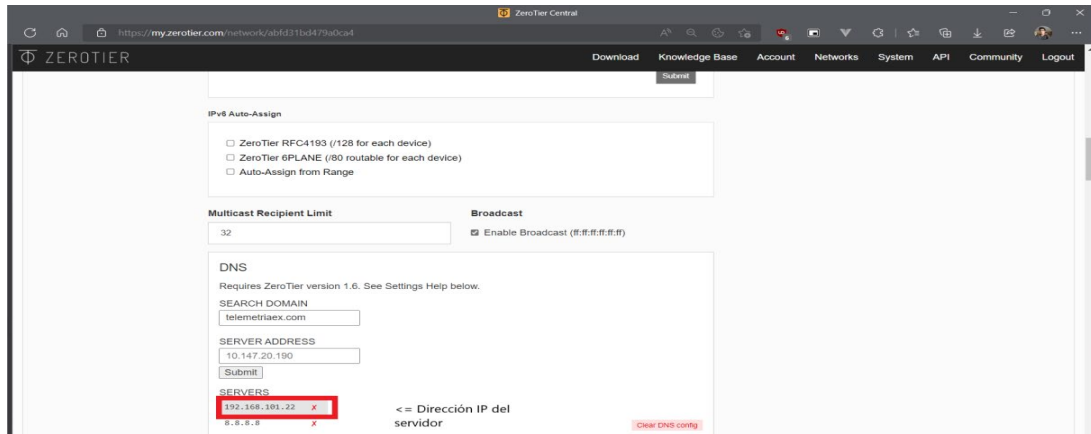 ZeroTier Central
https://my.zerotier.com/network/abfd31bd479a0ca4
ZEROTIER
Download Knowledge Base Account Networks System API Community Logout
Submit
IPv6 Auto-Assign
ZeroTier RFC4193 (/128 for each device)
ZeroTier 6PLANE (/80 routable for each device)
Auto-Assign from Range
Multicast Recipient Limit Broadcast
32 Enable Broadcast (ff:ff:ff:ff:ff:ff)
DNS
Requires ZeroTier version 1.6. See Settings Help below.
SEARCH DOMAIN
telemetriaex.com
SERVER ADDRESS
10.147.20.190
Submit
SERVERS
192.168.101.22 x <= Dirección IP del
8.8.8.8 x servidor Clear DNS config